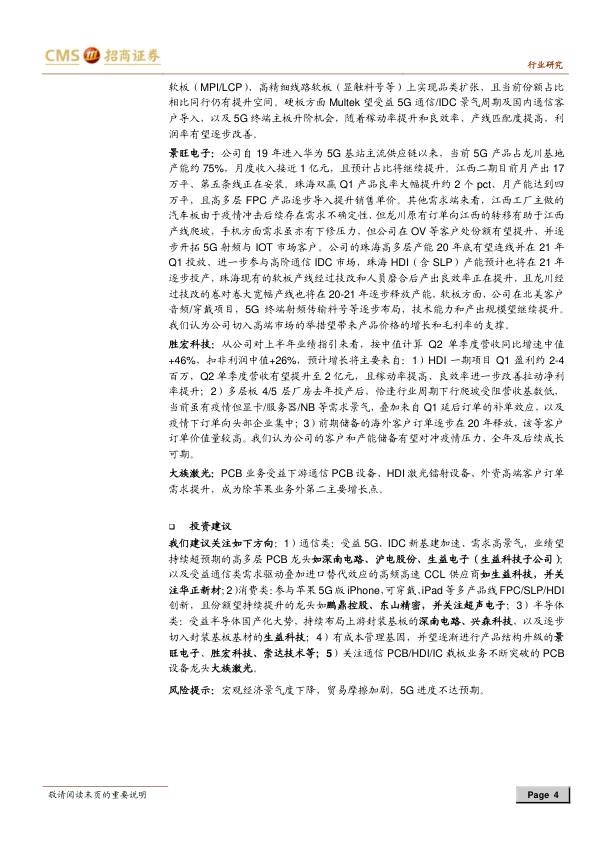 CMS 招商证券
行业研究
软板（MPI/LCP）、高精细线路软板（显触料号等）上实现品类扩张，且当前份额占比
相比同行仍有提升空间。硬板方面 Multek 望受益 5G 通信/IDC 景气周期及国内通信客
户导入，以及 5G 终端主板升阶机会，随着稼动率提升和良效率、产线匹配度提高，利
润率有望逐步改善。
景旺电子：公司自 19 年进入华为 5G 基站主流供应链以来，当前 5G 产品占龙川基地
产能约 75%，月度收入接近 1 亿元，且预计占比将继续提升。江西二期目前月产出 17
万平、第五条线正在安装。珠海双赢 Q1 产品良率大幅提升约 2 个 pct，月产能达到四
万平，且高多层 FPC 产品逐步导入提升销售单价。其他需求端来看，江西工厂主做的
汽车板由于疫情冲击后续存在需求不确定性、但龙川原有订单向江西的转移有助于江西
产线爬坡，手机方面需求虽亦有下修压力，但公司在 OV 等客户处份额有望提升、并逐
步开拓 5G 射频与 IOT 市场客户。公司的珠海高多层产能 20 年底有望连线并在 21 年
Q1 投放、进一步参与高阶通信 IDC 市场，珠海 HDI（含 SLP）产能预计也将在 21 年
逐步投产，珠海现有的软板产线经过技改和人员磨合后产出良效率正在提升，且龙川经
过技改的卷对卷大宽幅产线也将在 20-21 年逐步释放产能。软板方面，公司在北美客户
音频/穿戴项目，5G 终端射频传输料号等逐步布局，技术能力和产出规模望继续提升。
我们认为公司切入高端市场的举措望带来产品价格的增长和毛利率的支撑。
胜宏科技：从公司对上半年业绩指引来看，按中值计算 Q2 单季度营收同比增速中值
+46%、扣非利润中值+26%，预计增长将主要来自：1）HDI 一期项目 Q1 盈利约 2-4
百万，Q2 单季度营收有望提升至 2 亿元，且稼动率提高、良效率进一步改善拉动净利
率提升；2）多层板 4/5 层厂房去年投产后，恰逢行业周期下行爬坡受阻营收基数低，
当前虽有疫情但显卡/服务器/NB 等需求景气，叠加来自 Q1 延后订单的补单效应，以及
疫情下订单向头部企业集中；3）前期储备的海外客户订单逐步在 20 年释放，该等客户
订单价值量较高。我们认为公司的客户和产能储备有望对冲疫情压力，全年及后续成长
可期。
大族激光：PCB 业务受益下游通信 PCB 设备、HDI 激光镭射设备、外资高端客户订单
需求提升，成为除苹果业务外第二主要增长点。
❑ 投资建议
我们建议关注如下方向：1）通信类：受益 5G、IDC 新基建加速、需求高景气，业绩望
持续超预期的高多层 PCB 龙头如深南电路、沪电股份、生益电子（生益科技子公司）；
以及受益通信类需求驱动叠加进口替代效应的高频高速 CCL 供应商如生益科技，并关
注华正新材；2）消费类：参与苹果 5G 版 iPhone、可穿戴、iPad 等多产品线 FPC/SLP/HDI
创新，且份额望持续提升的龙头如鹏鼎控股、东山精密，并关注超声电子；3）半导体
类：受益半导体国产化大势，持续布局上游封装基板的深南电路、兴森科技，以及逐步
切入封装基板基材的生益科技；4）有成本管理基因，并望逐渐进行产品结构升级的景
旺电子、胜宏科技、崇达技术等；5）关注通信 PCB/HDI/IC 载板业务不断突破的 PCB
设备龙头大族激光。
风险提示：宏观经济景气度下降，贸易摩擦加剧，5G 进度不达预期。
敬请阅读末页的重要说明
Page 4